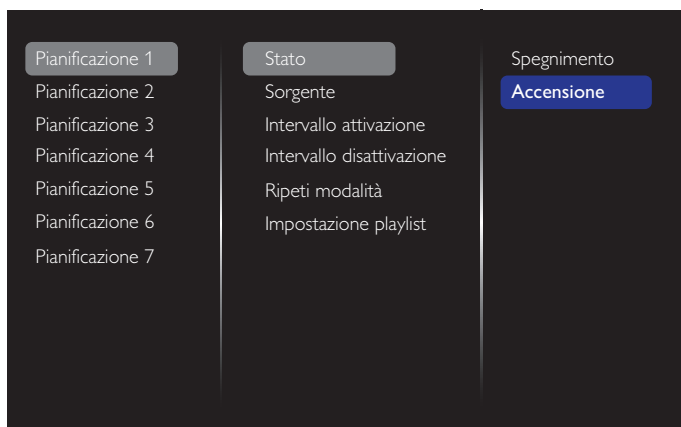 Pianificazione 1
Pianificazione 2
Pianificazione 3
Pianificazione 4
Pianificazione 5
Pianificazione 6
Pianificazione 7
Stato
Sorgente
Intervallo attivazione
Intervallo disattivazione
Ripeti modalità
Impostazione playlist
Spegnimento
Accensione